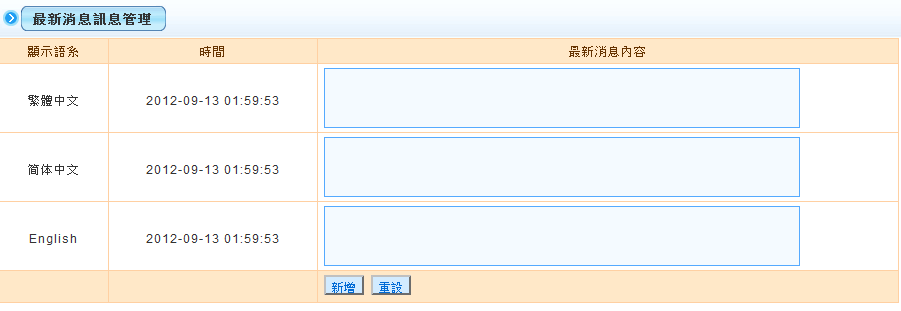 最新消息訊息管理
顯示語系 時間 最新消息內容
繁體中文 2012-09-13 01:59:53
简体中文 2012-09-13 01:59:53
English 2012-09-13 01:59:53
新增 重設